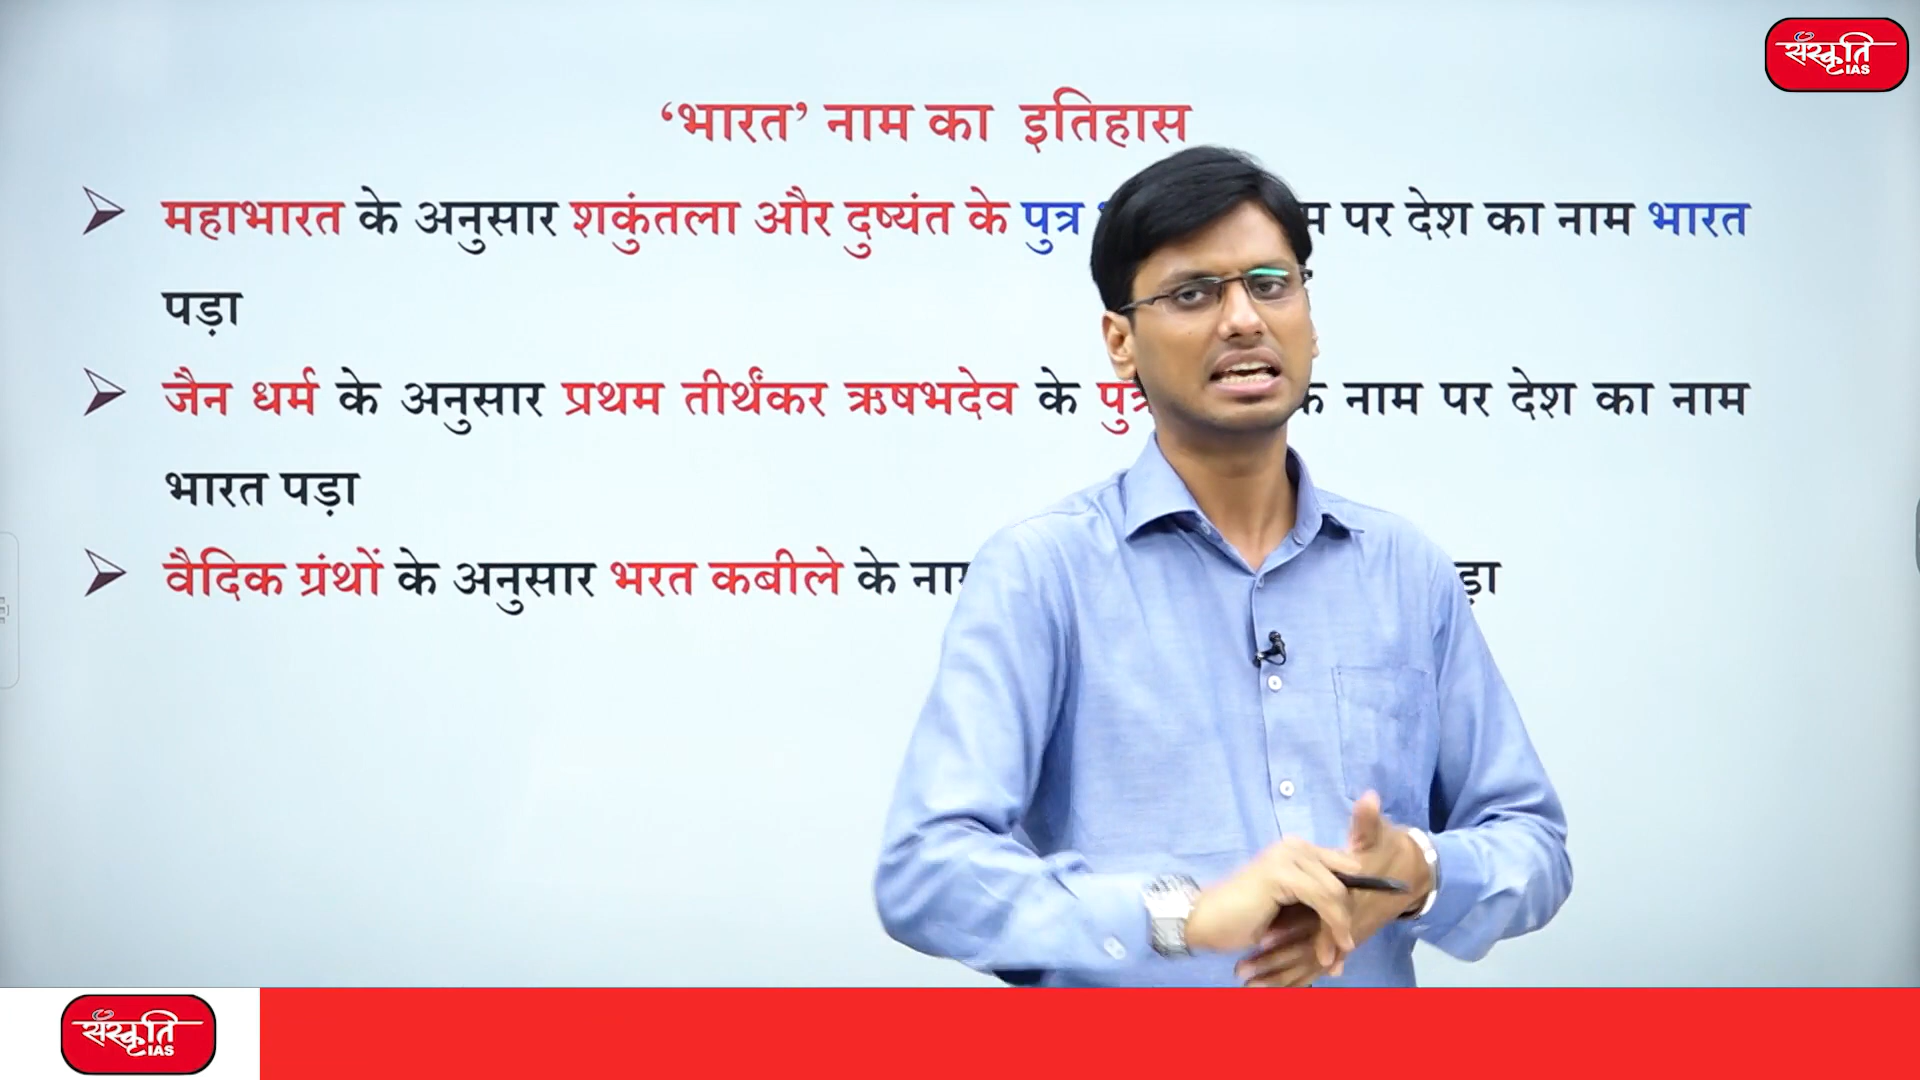 संस्कृति
IAS
‘भारत’ नाम का इतिहास
महाभारत के अनुसार शकुंतला और दुष्यंत के पुत्र पर देश का नाम भारत
पड़ा
जैन धर्म के अनुसार प्रथम तीर्थंकर ऋषभदेव के नाम पर देश का नाम
भारत पड़ा
वैदिक ग्रंथों के अनुसार भरत कबीले के
संस्कृति
IAS